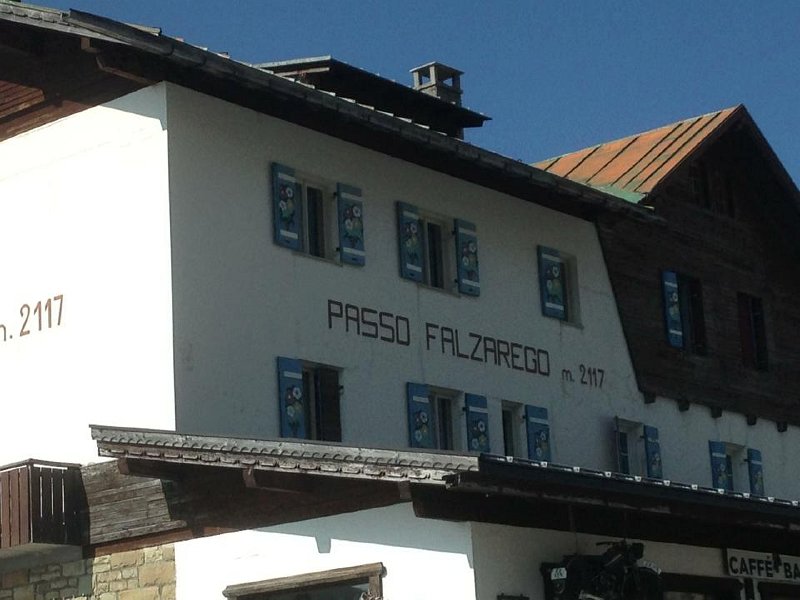 m. 2117
PASSO FALZAREGO m. 2117
CAFFÈ BA